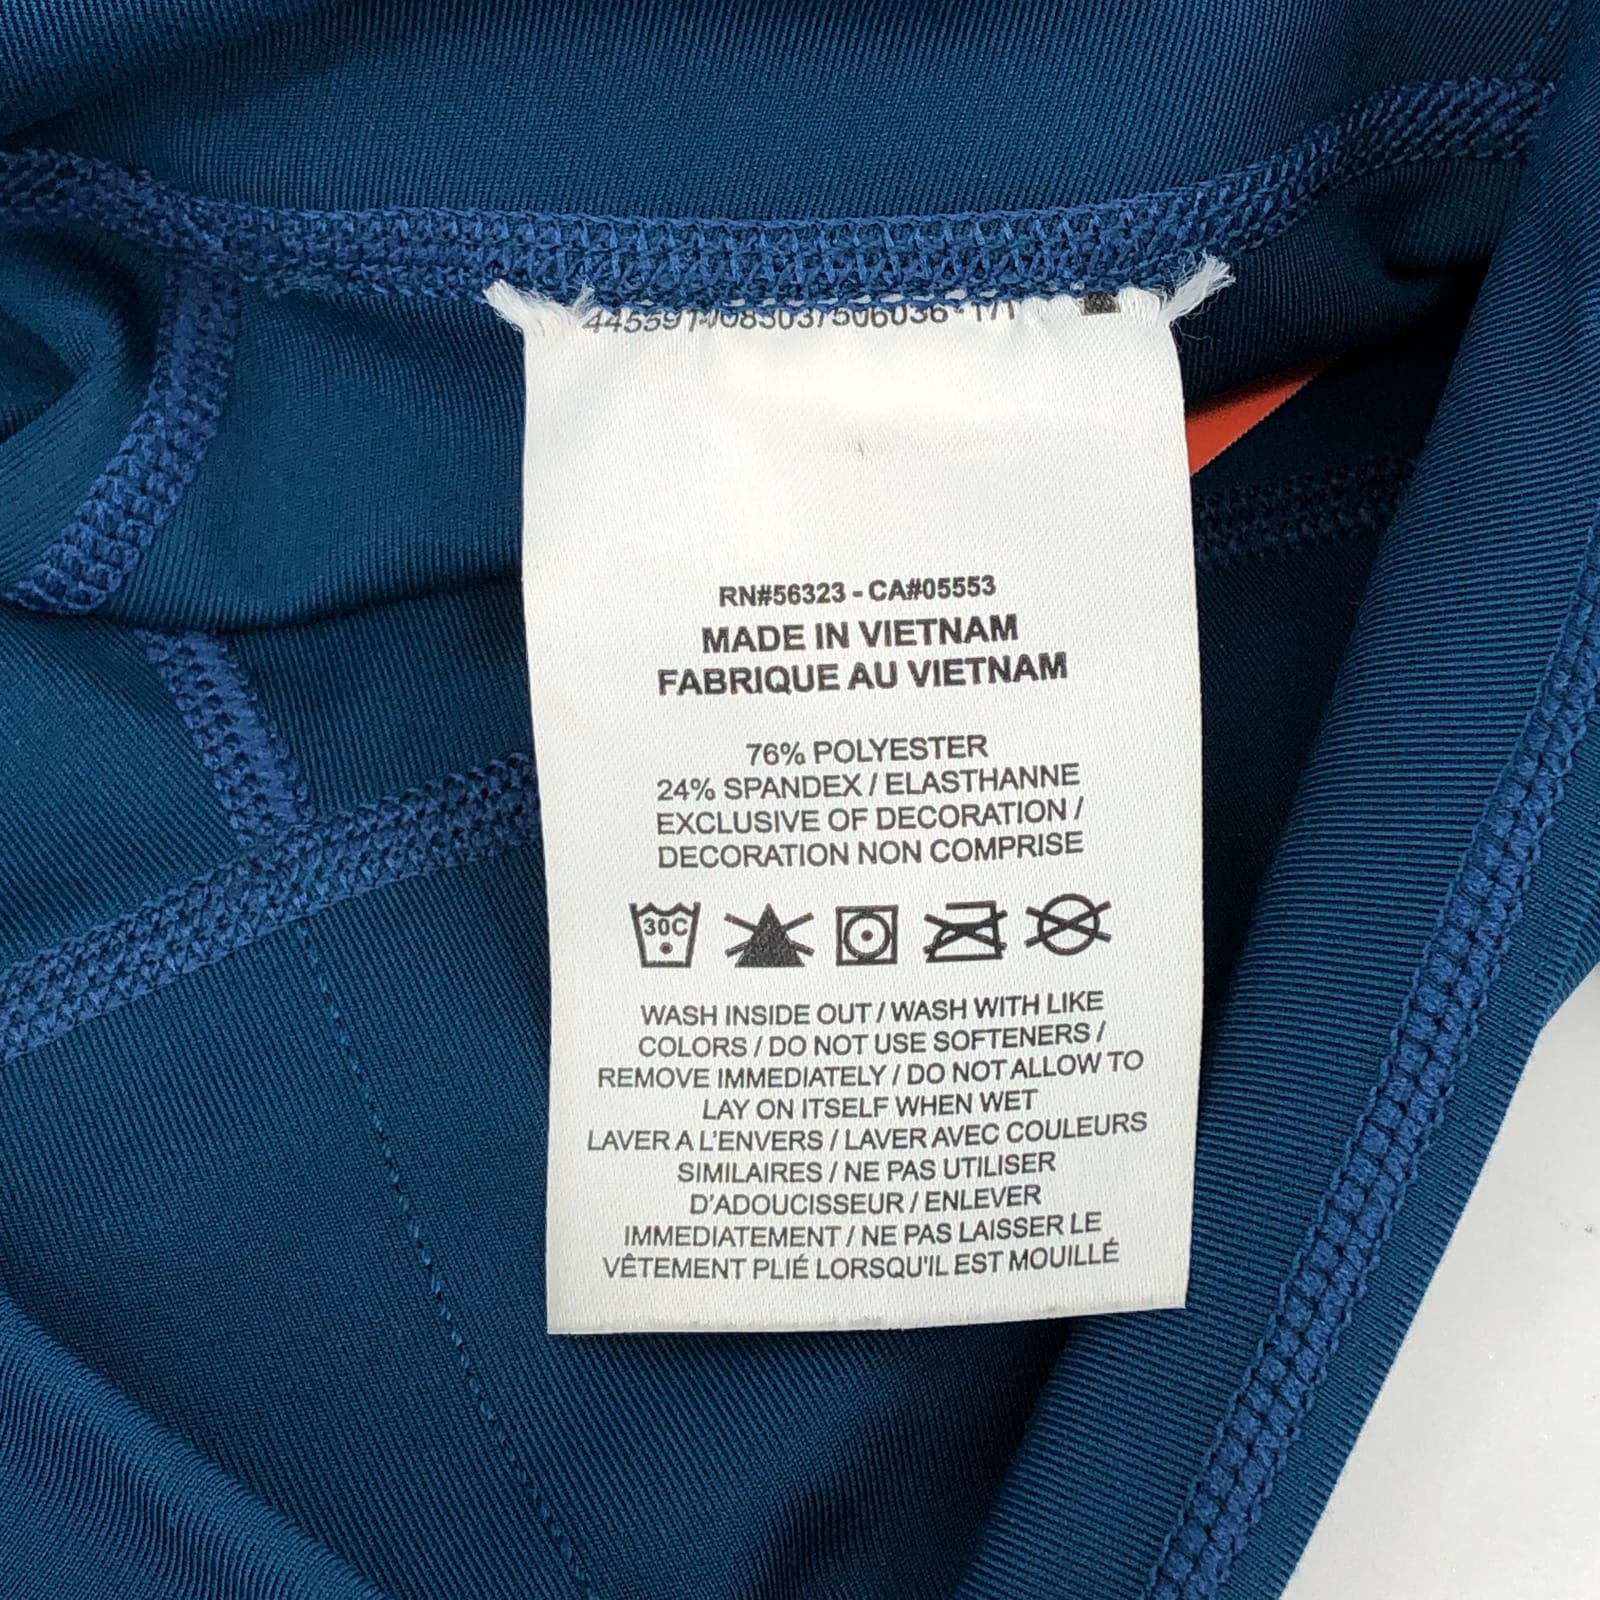 RN#56323 - CA#05553
MADE IN VIETNAM
FABRIQUE AU VIETNAM
76% POLYESTER
24% SPANDEX / ELASTHANNE
EXCLUSIVE OF DECORATION /
DECORATION NON COMPRISE
30C
WASH INSIDE OUT / WASH WITH LIKE
COLORS / DO NOT USE SOFTENERS /
REMOVE IMMEDIATELY / DO NOT ALLOW TO
LAY ON ITSELF WHEN WET
LAVER A L'ENVERS / LAVER AVEC COULEURS
SIMILAIRES / NE PAS UTILISER
D'ADOUCISSEUR / ENLEVER
IMMEDIATEMENT / NE PAS LAISSER LE
VÊTEMENT PLIÉ LORSQU'IL EST MOUILLÉ